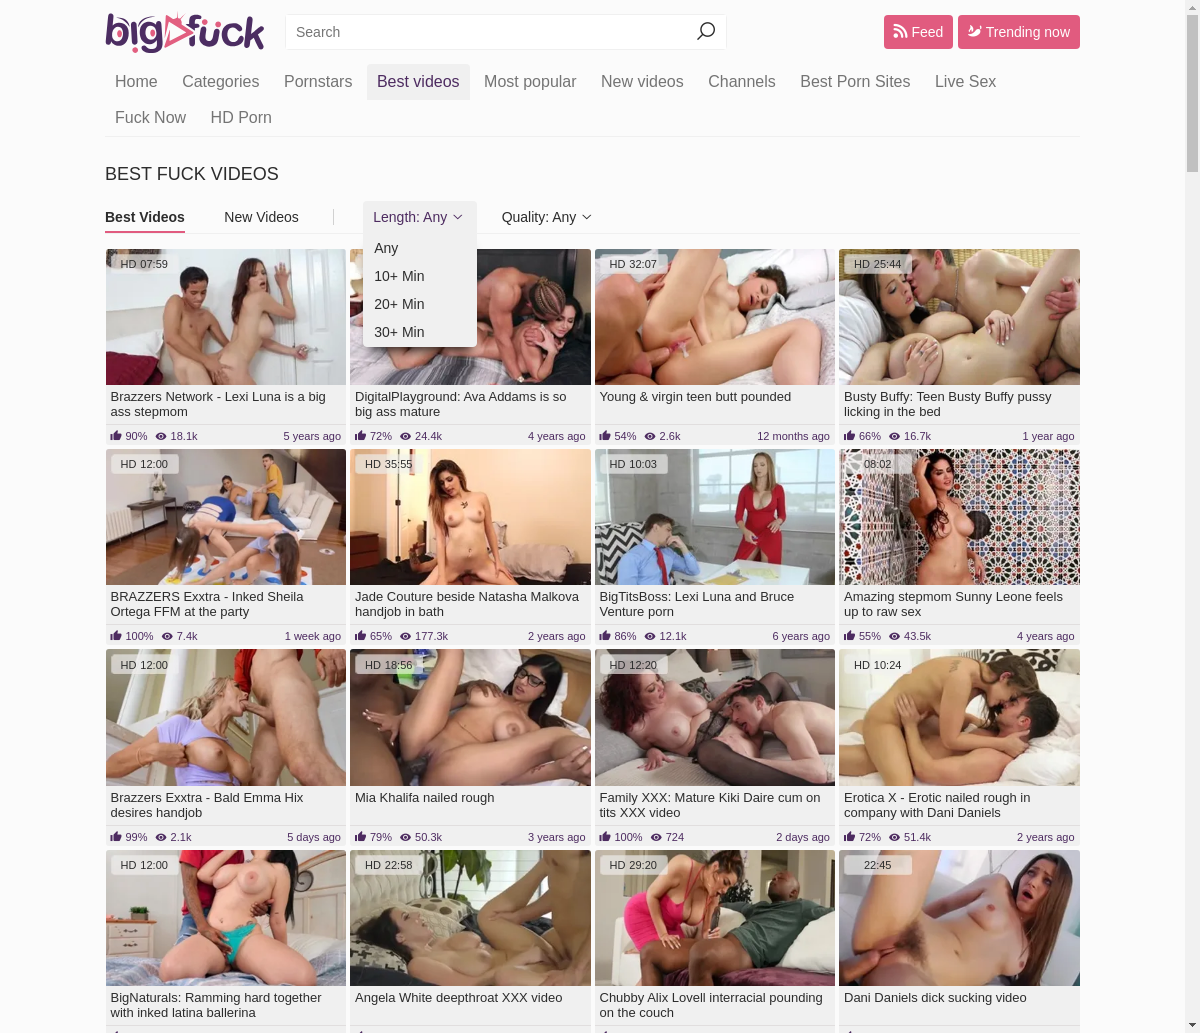 bigfuck
Search
Feed
Trending now
Home Categories Pornstars Best videos Most popular New videos Channels Best Porn Sites Live Sex
Fuck Now HD Porn
BEST FUCK VIDEOS
Best Videos New Videos Length: Any Quality: Any
Any
10+ Min
20+ Min
30+ Min
HD 07:59
HD 32:07
HD 25:44
Brazzers Network - Lexi Luna is a big
ass stepmom
90% 18.1k 5 years ago
DigitalPlayground: Ava Addams is so
big ass mature
72% 24.4k 4 years ago
Young & virgin teen butt pounded
54% 2.6k 12 months ago
Busty Buffy: Teen Busty Buffy pussy
licking in the bed
66% 16.7k 1 year ago
HD 12:00
HD 35:55
HD 10:03
08:02
BRAZZERS Exxtra - Inked Sheila
Ortega FFM at the party
100% 7.4k 1 week ago
Jade Couture beside Natasha Malkova
handjob in bath
65% 177.3k 2 years ago
BigTitsBoss: Lexi Luna and Bruce
Venture porn
86% 12.1k 6 years ago
Amazing stepmom Sunny Leone feels
up to raw sex
55% 43.5k 4 years ago
HD 12:00
HD 18:56
HD 12:20
HD 10:24
Brazzers Exxtra - Bald Emma Hix
desires handjob
99% 2.1k 5 days ago
Mia Khalifa nailed rough
79% 50.3k 3 years ago
Family XXX: Mature Kiki Daire cum on
tits XXX video
100% 724 2 days ago
Erotica X - Erotic nailed rough in
company with Dani Daniels
72% 51.4k 2 years ago
HD 12:00
HD 22:58
HD 29:20
22:45
BigNaturals: Ramming hard together
with inked latina ballerina
Angela White deepthroat XXX video
Chubby Alix Lovell interracial pounding
on the couch
Dani Daniels dick sucking video